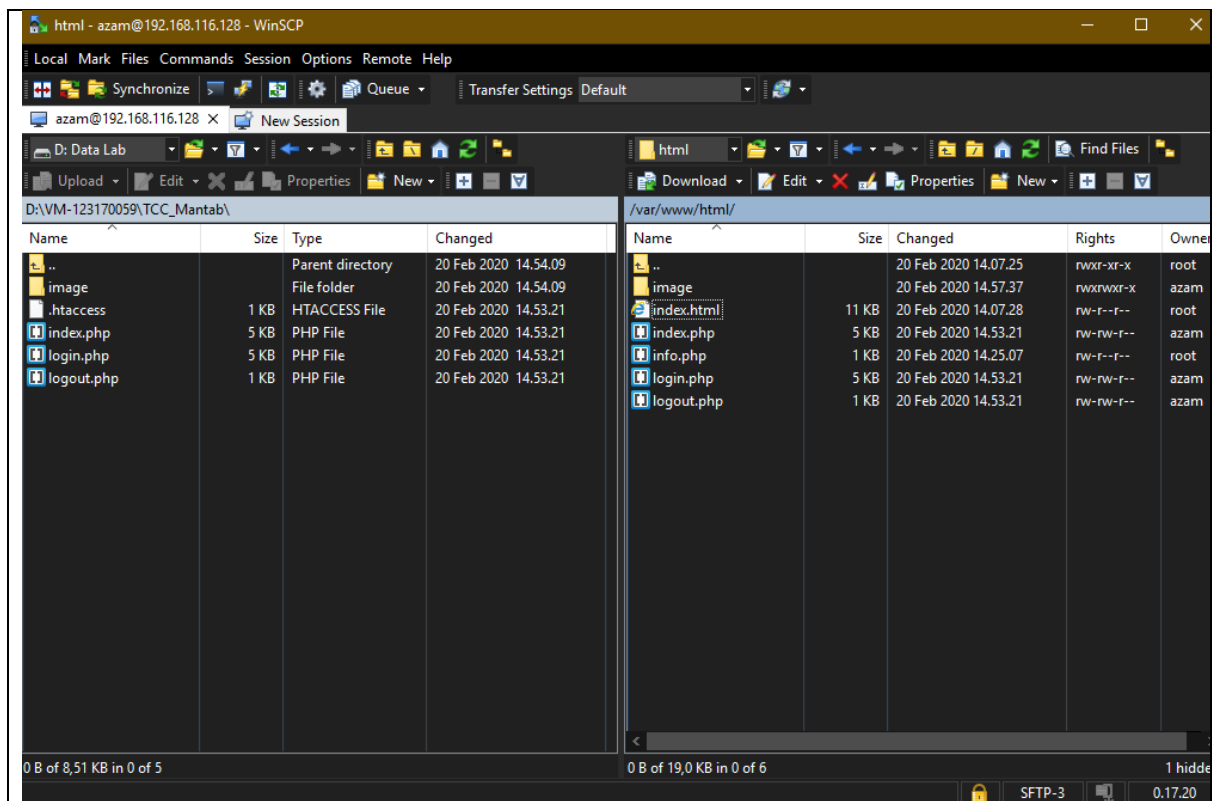 html - azam@192.168.116.128 - WinSCP
Local Mark Files Commands Session Options Remote Help
Synchronize Queue Transfer Settings Default
azam@192.168.116.128 New Session
D: Data Lab html Find Files
Upload Edit Properties New Download Edit Properties New
D:\VM-123170059\TCC_Mantab\ /var/www/html/
Name Size Type Changed Name Size Changed Rights Owner
.. Parent directory 20 Feb 2020 14.54.09 .. 20 Feb 2020 14.07.25 rwxr-xr-x root
image File folder 20 Feb 2020 14.54.09 image 20 Feb 2020 14.57.37 rwxrwxr-x azam
.htaccess 1 KB HTACCESS File 20 Feb 2020 14.53.21 index.html 11 KB 20 Feb 2020 14.07.28 rw-r--r-- root
index.php 5 KB PHP File 20 Feb 2020 14.53.21 index.php 5 KB 20 Feb 2020 14.53.21 rw-rw-r-- azam
login.php 5 KB PHP File 20 Feb 2020 14.53.21 info.php 1 KB 20 Feb 2020 14.25.07 rw-r--r-- root
logout.php 1 KB PHP File 20 Feb 2020 14.53.21 login.php 5 KB 20 Feb 2020 14.53.21 rw-rw-r-- azam
logout.php 1 KB 20 Feb 2020 14.53.21 rw-rw-r-- azam
0 B of 8,51 KB in 0 of 5 0 B of 19,0 KB in 0 of 6 1 hidde
SFTP-3 0.17.20